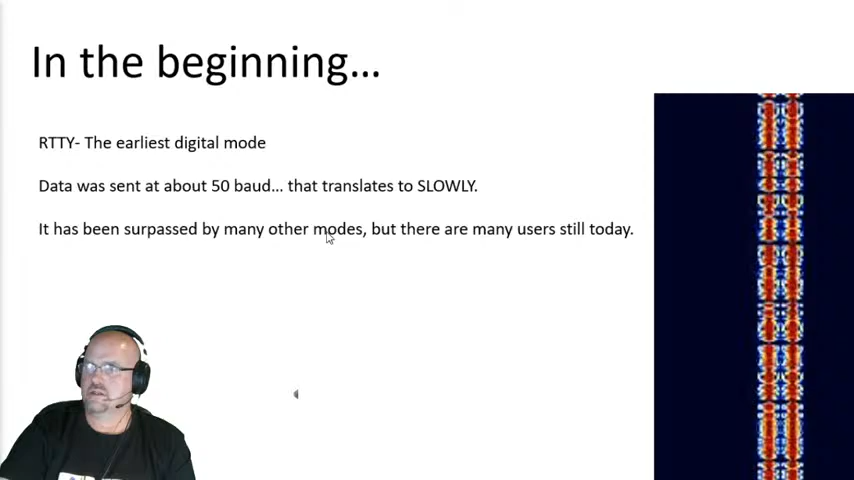 In the beginning…
RTTY- The earliest digital mode
Data was sent at about 50 baud… that translates to SLOWLY.
It has been surpassed by many other modes, but there are many users still today.